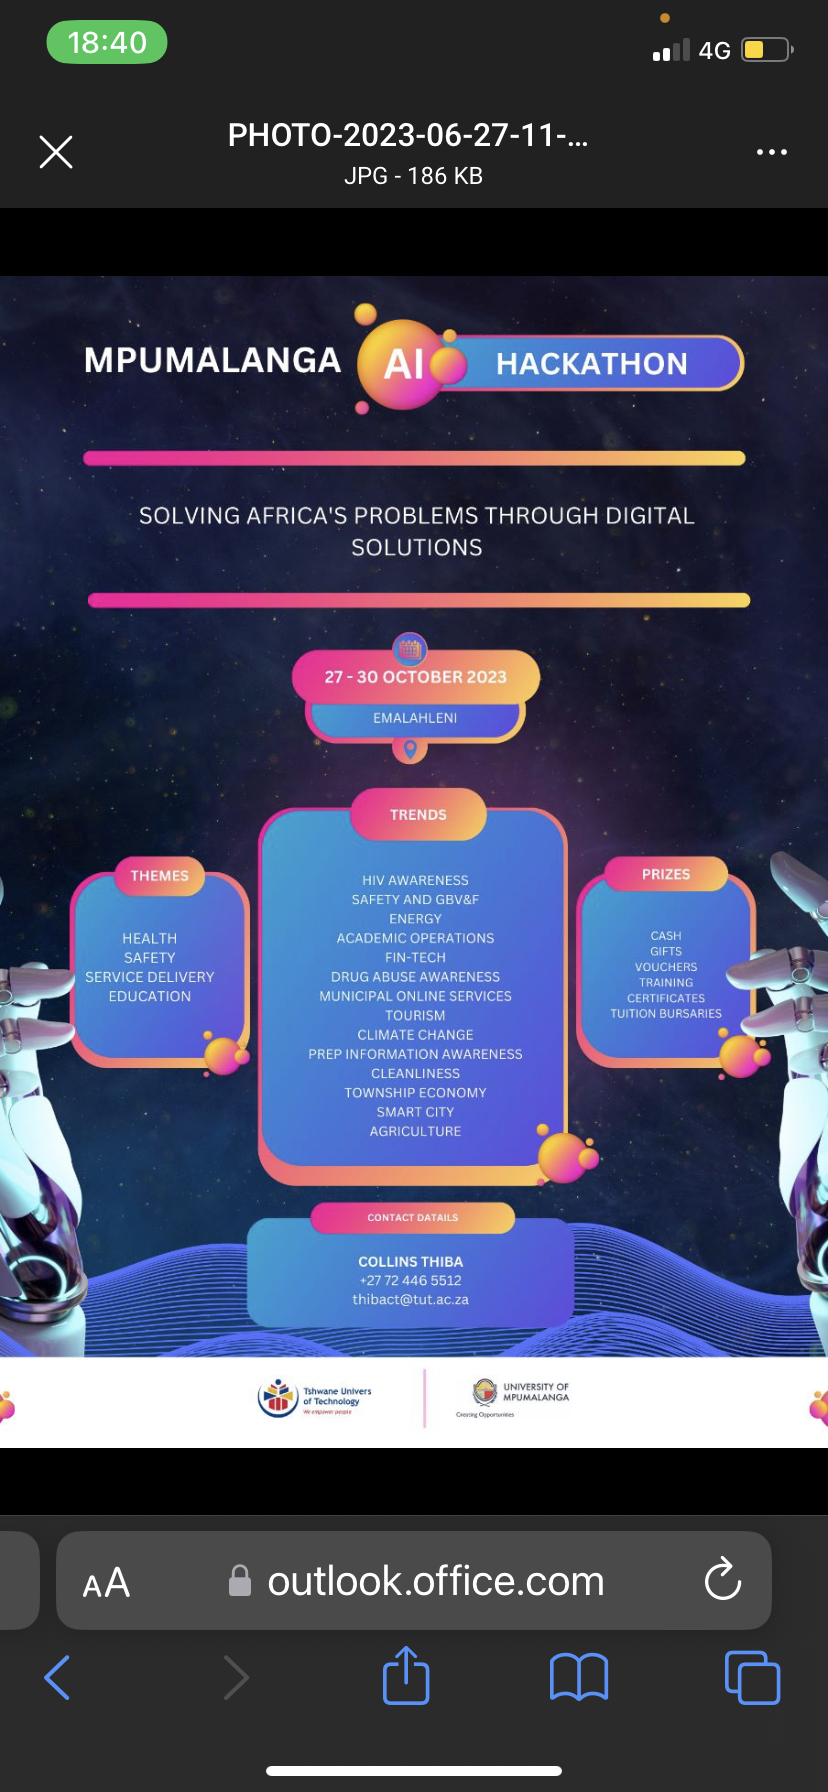 18:40
4G
PHOTO-2023-06-27-11-...
JPG - 186 KB
MPUMALANGA AI HACKATHON
SOLVING AFRICA'S PROBLEMS THROUGH DIGITAL
SOLUTIONS
27 - 30 OCTOBER 2023
EMALAHLENI
THEMES
HEALTH
SAFETY
SERVICE DELIVERY
EDUCATION
TRENDS
HIV AWARENESS
SAFETY AND GBV&F
ENERGY
ACADEMIC OPERATIONS
FIN-TECH
DRUG ABUSE AWARENESS
MUNICIPAL ONLINE SERVICES
TOURISM
CLIMATE CHANGE
PREP INFORMATION AWARENESS
CLEANLINESS
TOWNSHIP ECONOMY
SMART CITY
AGRICULTURE
PRIZES
CASH
GIFTS
VOUCHERS
TRAINING
CERTIFICATES
TUITION BURSARIES
CONTACT DATAILS
COLLINS THIBA
+27 72 446 5512
thibact@tut.ac.za
Tshwane Univers
of Technology
We empower people
UNIVERSITY OF
MPUMALANGA
Creating Opportunities
AA
outlook.office.com